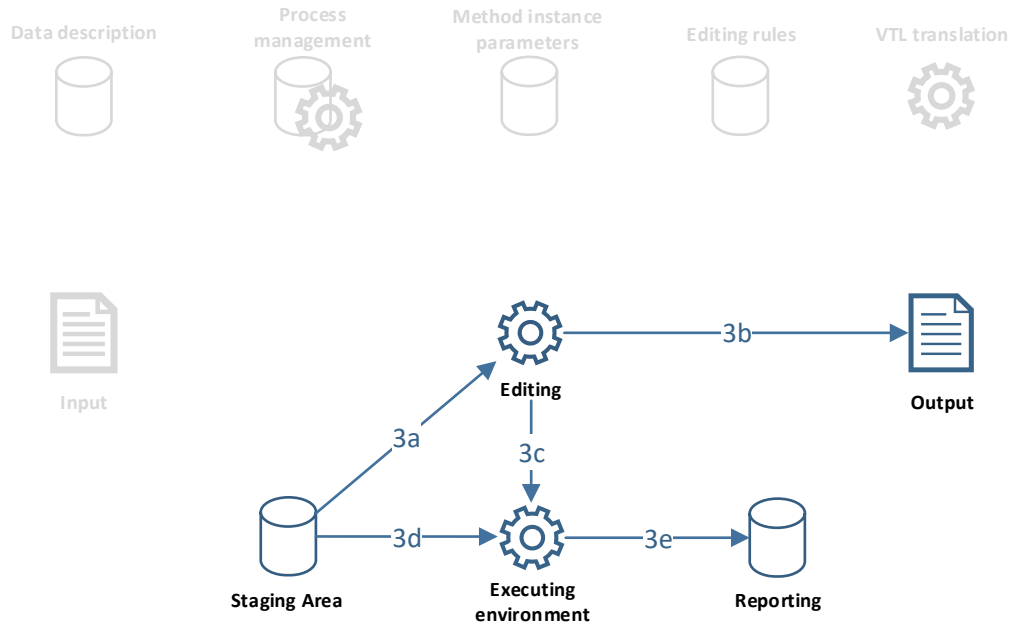 Data description
Process
management
Method instance
parameters
Editing rules
VTL translation
Input
Editing
3b
Output
3a
3c
3d
3e
Staging Area
Executing
environment
Reporting